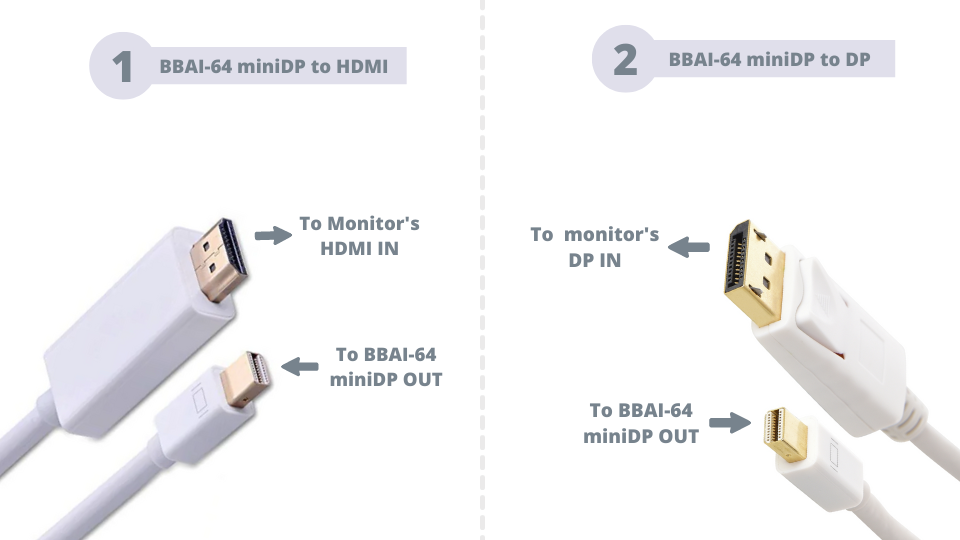 1
BBAI-64 miniDP to HDMI
To Monitor's
HDMI IN
To BBAI-64
miniDP OUT
2
BBAI-64 miniDP to DP
To  monitor's
DP IN
To BBAI-64
miniDP OUT